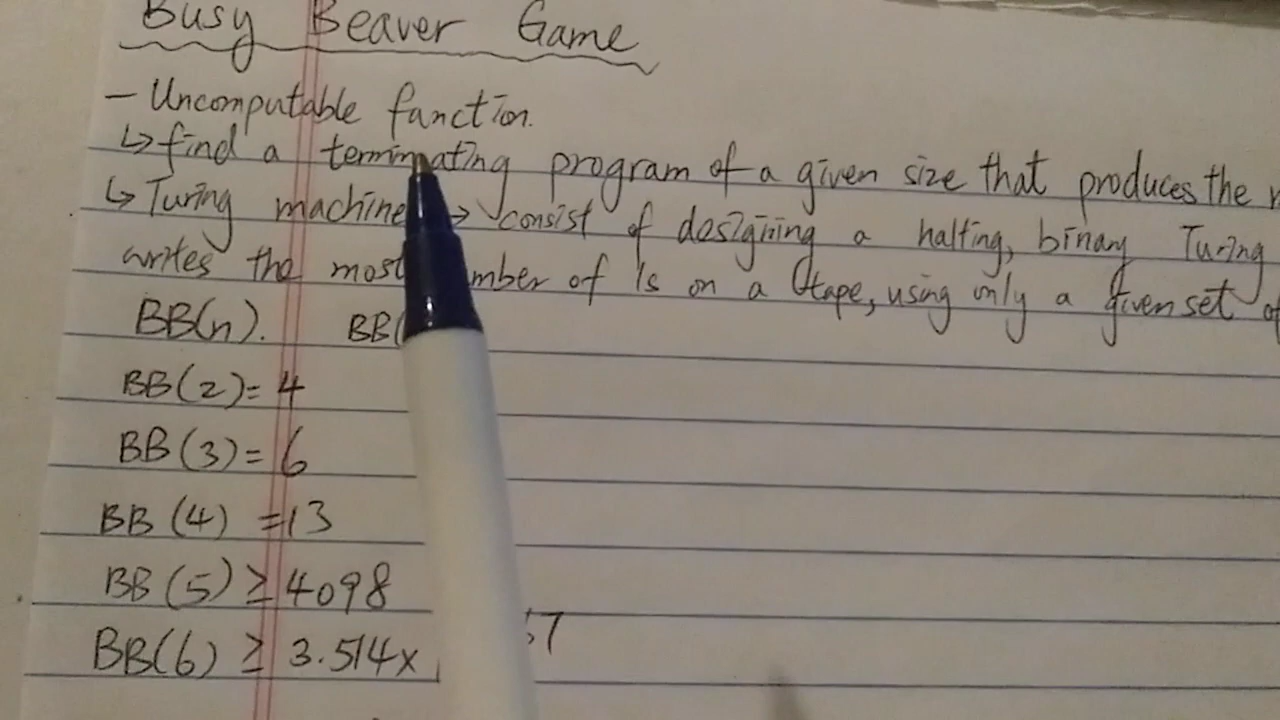 Busy Beaver Game
- Uncomputable function.
↳ find a terminating program of a given size that produces the
↳ Turing machine → consist of designing a halting, binary Turing
writes the most of 1s on a tape, using only a given set of
BB(n). BB(
BB(2)=4
BB(3)=6
BB(4)=13
BB(5)≥4098
BB(6)≥3.514×